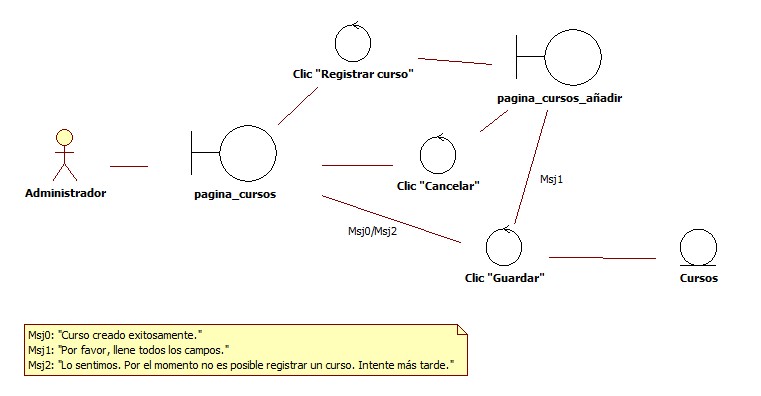 Clic "Registrar curso"
pagina_cursos_añadir
Administrador
pagina_cursos
Clic "Cancelar"
Msj1
Msj0/Msj2
Clic "Guardar"
Cursos
Msj0: "Curso creado exitosamente."
Msj1: "Por favor, llene todos los campos."
Msj2: "Lo sentimos. Por el momento no es posible registrar un curso. Intente más tarde."